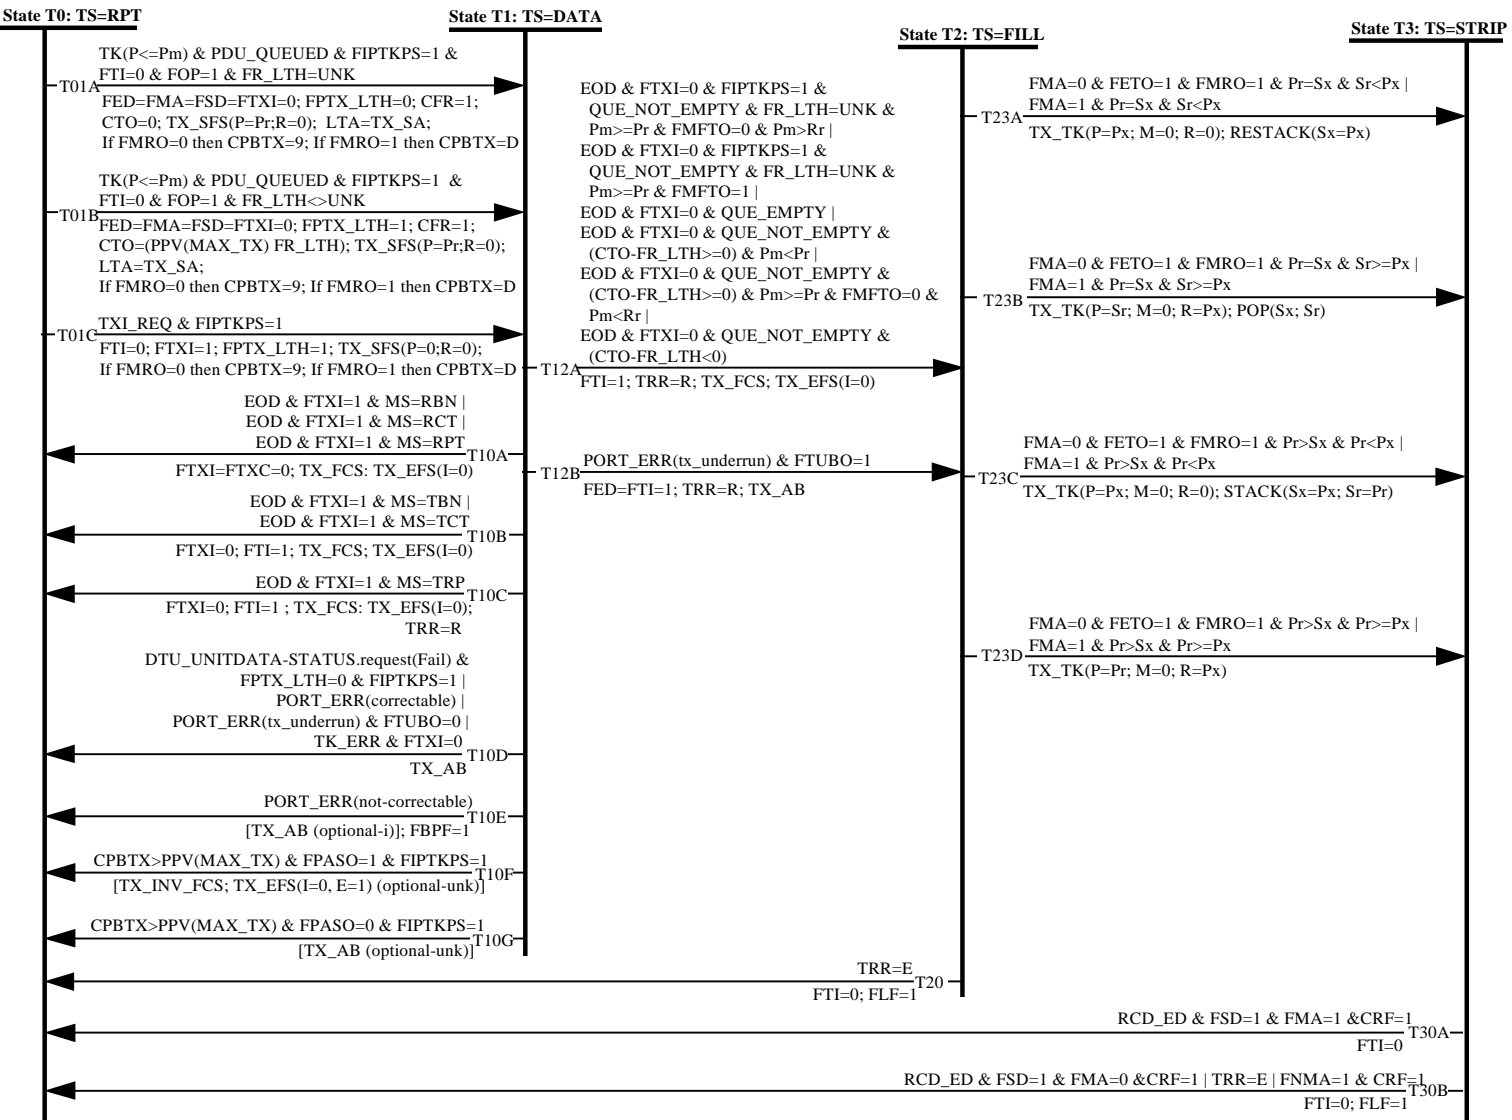 State T0: TS=RPT
State T1: TS=DATA
State T2: TS=FILL
State T3: TS=STRIP
TK(P<=Pm) & PDU_QUEUED & FIPTKPS=1 &
FTI=0 & FOP=1 & FR_LTH=UNK
T01A
FED=FMA=FSD=FTXI=0; FPTX_LTH=0; CFR=1;
CTO=0; TX_SFS(P=Pr;R=0); LTA=TX_SA;
If FMRO=0 then CPBTX=9; If FMRO=1 then CPBTX=D
TK(P<=Pm) & PDU_QUEUED & FIPTKPS=1 &
FTI=0 & FOP=1 & FR_LTH<>UNK
T01B
FED=FMA=FSD=FTXI=0; FPTX_LTH=1; CFR=1;
CTO=(PPV(MAX_TX) FR_LTH); TX_SFS(P=Pr;R=0);
LTA=TX_SA;
If FMRO=0 then CPBTX=9; If FMRO=1 then CPBTX=D
TXI_REQ & FIPTKPS=1
T01C
FTI=0; FTXI=1; FPTX_LTH=1; TX_SFS(P=0;R=0);
If FMRO=0 then CPBTX=9; If FMRO=1 then CPBTX=D
EOD & FTXI=1 & MS=RBN |
EOD & FTXI=1 & MS=RCT |
EOD & FTXI=1 & MS=RPT
T10A
FTXI=FTXC=0; TX_FCS: TX_EFS(I=0)
EOD & FTXI=1 & MS=TBN |
EOD & FTXI=1 & MS=TCT
T10B
FTXI=0; FTI=1; TX_FCS; TX_EFS(I=0)
EOD & FTXI=1 & MS=TRP
T10C
FTXI=0; FTI=1 ; TX_FCS: TX_EFS(I=0);
TRR=R
DTU_UNITDATA-STATUS.request(Fail) &
FPTX_LTH=0 & FIPTKPS=1 |
PORT_ERR(correctable) |
PORT_ERR(tx_underrun) & FTUBO=0 |
TK_ERR & FTXI=0
T10D
TX_AB
PORT_ERR(not-correctable)
T10E
[TX_AB (optional-i)]; FBPF=1
CPBTX>PPV(MAX_TX) & FPASO=1 & FIPTKPS=1
T10F
[TX_INV_FCS; TX_EFS(I=0, E=1) (optional-unk)]
CPBTX>PPV(MAX_TX) & FPASO=0 & FIPTKPS=1
T10G
[TX_AB (optional-unk)]
EOD & FTXI=0 & FIPTKPS=1 &
QUE_NOT_EMPTY & FR_LTH=UNK &
Pm>=Pr & FMFTO=0 & Pm>Rr |
EOD & FTXI=0 & FIPTKPS=1 &
QUE_NOT_EMPTY & FR_LTH=UNK &
Pm>=Pr & FMFTO=1 |
EOD & FTXI=0 & QUE_EMPTY |
EOD & FTXI=0 & QUE_NOT_EMPTY &
(CTO-FR_LTH>=0) & Pm<Pr |
EOD & FTXI=0 & QUE_NOT_EMPTY &
(CTO-FR_LTH>=0) & Pm>=Pr & FMFTO=0 &
Pm<Rr |
EOD & FTXI=0 & QUE_NOT_EMPTY &
(CTO-FR_LTH<0)
T12A
FTI=1; TRR=R; TX_FCS; TX_EFS(I=0)
PORT_ERR(tx_underrun) & FTUBO=1
T12B
FED=FTI=1; TRR=R; TX_AB
FMA=0 & FETO=1 & FMRO=1 & Pr=Sx & Sr<Px |
FMA=1 & Pr=Sx & Sr<Px
T23A
TX_TK(P=Px; M=0; R=0); RESTACK(Sx=Px)
FMA=0 & FETO=1 & FMRO=1 & Pr=Sx & Sr>=Px |
FMA=1 & Pr=Sx & Sr>=Px
T23B
TX_TK(P=Sr; M=0; R=Px); POP(Sx; Sr)
FMA=0 & FETO=1 & FMRO=1 & Pr>Sx & Pr<Px |
FMA=1 & Pr>Sx & Pr<Px
T23C
TX_TK(P=Px; M=0; R=0); STACK(Sx=Px; Sr=Pr)
FMA=0 & FETO=1 & FMRO=1 & Pr>Sx & Pr>=Px |
FMA=1 & Pr>Sx & Pr>=Px
T23D
TX_TK(P=Pr; M=0; R=Px)
TRR=E
T20
FTI=0; FLF=1
RCD_ED & FSD=1 & FMA=1 &CRF=1
T30A
FTI=0
RCD_ED & FSD=1 & FMA=0 &CRF=1 | TRR=E | FNMA=1 & CRF=1
T30B
FTI=0; FLF=1